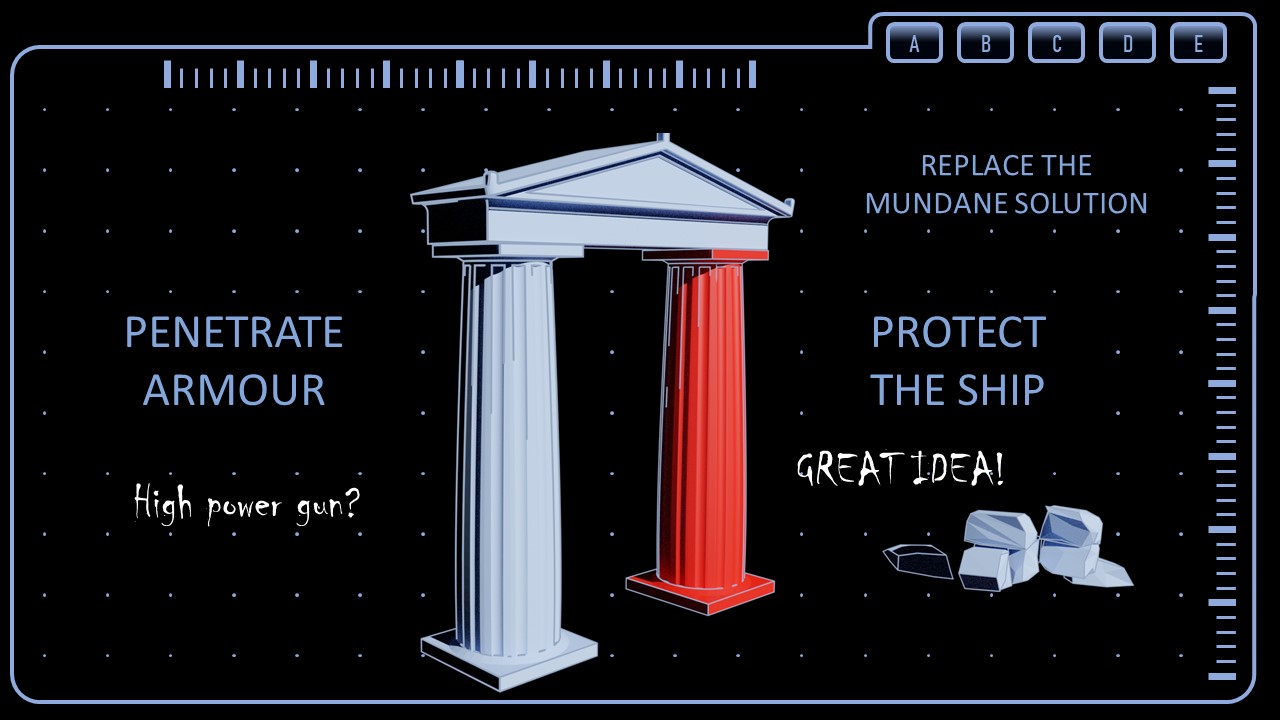 A B C D E
REPLACE THE
MUNDANE SOLUTION
PENETRATE
ARMOUR
PROTECT
THE SHIP
High power gun?
GREAT IDEA!